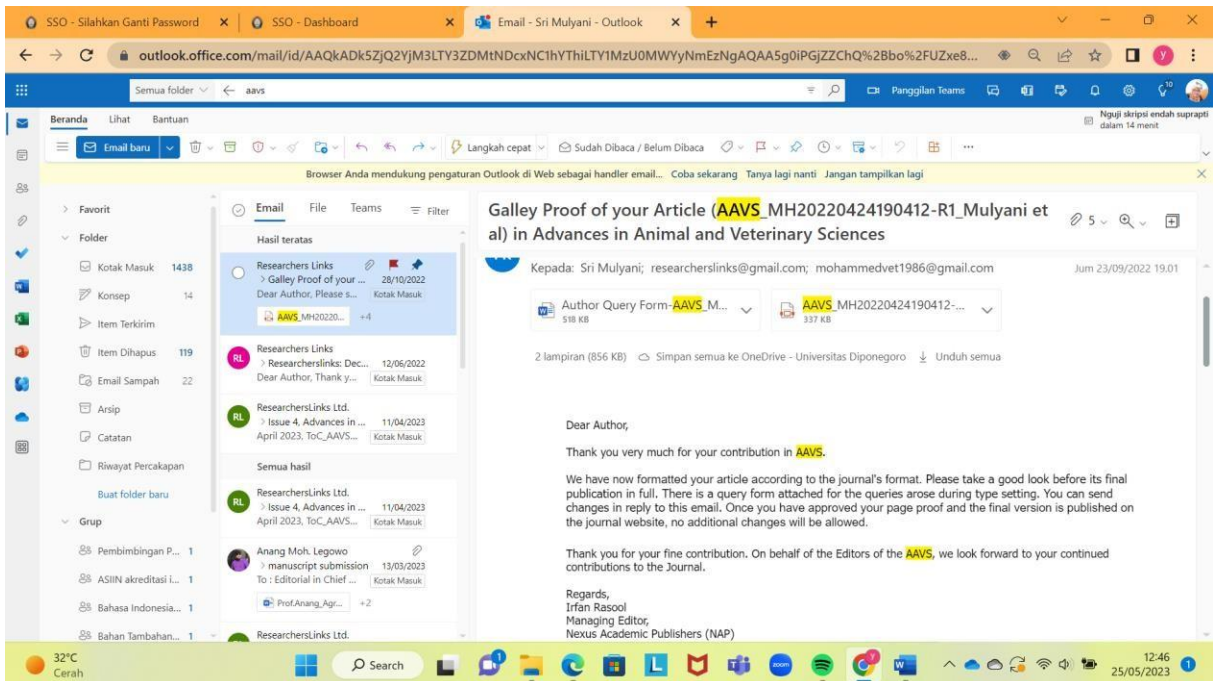 SSO - Silahkan Ganti Password
SSO - Dashboard
Email - Sri Mulyani - Outlook
outlook.office.com/mail/id/AAQkADk5ZjQ2YjM3LTY3ZDMtNDcxNC1hYThiLTY1MzU0MWYyNmEzNgAQAA5g0iPGjZZChQ%2Bbo%2FUZxe8...
Y
Semua folder
aavs
Panggilan Teams
10
Beranda Lihat Bantuan
Nguji skripsi endah suprapti
dalam 14 menit
Email baru
Langkah cepat
Sudah Dibaca / Belum Dibaca
Browser Anda mendukung pengaturan Outlook di Web sebagai handler email... Coba sekarang Tanya lagi nanti Jangan tampilkan lagi
Favorit
Folder
Kotak Masuk 1438
Konsep 14
Item Terkirim
Item Dihapus 119
Email Sampah 22
Arsip
Catatan
Riwayat Percakapan
Buat folder baru
Grup
Pembimbingan P... 1
ASIIN akreditasi i... 1
Bahasa Indonesia... 1
Bahan Tambahan... 1
Email File Teams Filter
Hasil teratas
Researchers Links
Galley Proof of your ... 28/10/2022
Dear Author, Please s... Kotak Masuk
AAVS_MH20220... +4
RL
Researchers Links
Researcherslinks: Dec... 12/06/2022
Dear Author, Thank y... Kotak Masuk
RL
ResearchersLinks Ltd.
Issue 4, Advances in ... 11/04/2023
April 2023, ToC_AAVS... Kotak Masuk
Semua hasil
RL
ResearchersLinks Ltd.
Issue 4, Advances in ... 11/04/2023
April 2023, ToC_AAVS... Kotak Masuk
Anang Moh. Legowo
manuscript submission 13/03/2023
To : Editorial in Chief ... Kotak Masuk
Prof.Anang_Agr... +2
ResearchersLinks Ltd.
Galley Proof of your Article (AAVS_MH20220424190412-R1_Mulyani et
al) in Advances in Animal and Veterinary Sciences
5
Kepada: Sri Mulyani; researcherslinks@gmail.com; mohammedvet1986@gmail.com
Jum 23/09/2022 19.01
Author Query Form-AAVS_M...
518 KB
AAVS_MH20220424190412-...
337 KB
2 lampiran (856 KB) Simpan semua ke OneDrive - Universitas Diponegoro Unduh semua
Dear Author,
Thank you very much for your contribution in AAVS.
We have now formatted your article according to the journal's format. Please take a good look before its final
publication in full. There is a query form attached for the queries arose during type setting. You can send
changes in reply to this email. Once you have approved your page proof and the final version is published on
the journal website, no additional changes will be allowed.
Thank you for your fine contribution. On behalf of the Editors of the AAVS, we look forward to your continued
contributions to the Journal.
Regards,
Irfan Rasool
Managing Editor,
Nexus Academic Publishers (NAP)
32°C
Cerah
Search
L
zoom
12:46
25/05/2023
1